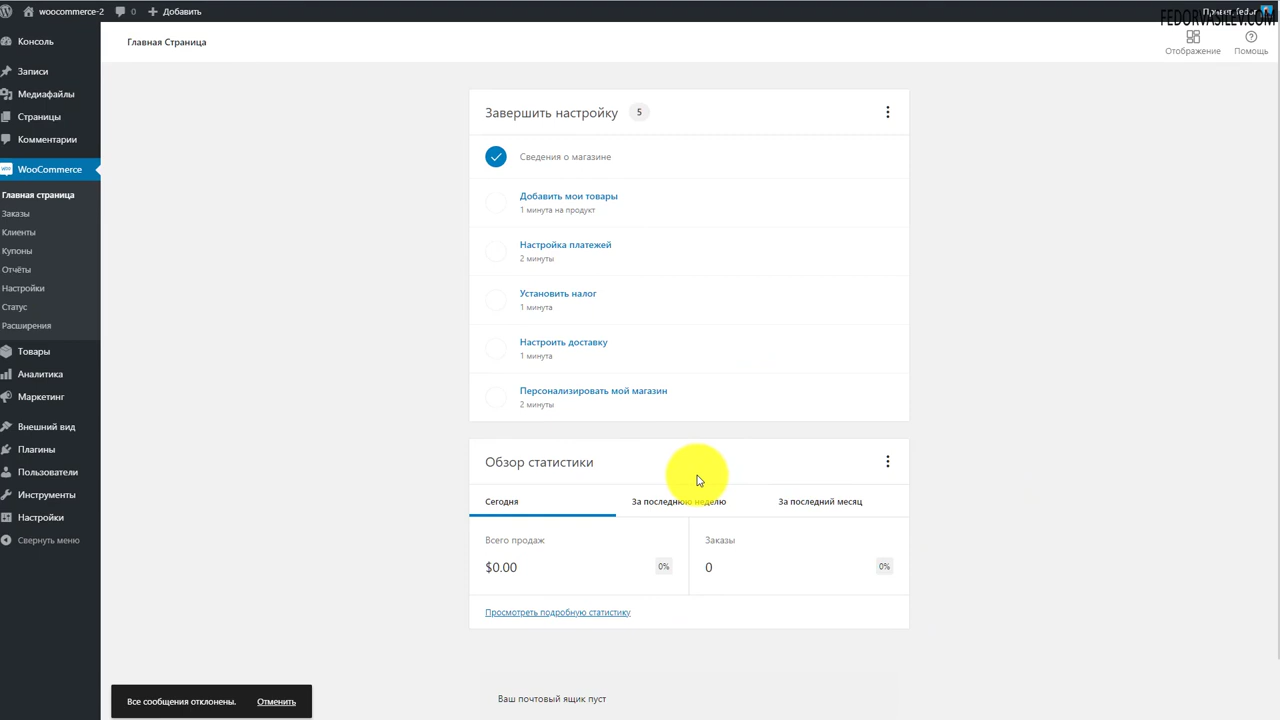 woocommerce-2
0
Добавить
FEDORVASILEV.COM
Консоль
Записи
Медиафайлы
Страницы
Комментарии
woo
WooCommerce
Главная страница
Заказы
Клиенты
Купоны
Отчёты
Настройки
Статус
Расширения
Товары
Аналитика
Маркетинг
Внешний вид
Плагины
Пользователи
Инструменты
Настройки
Свернуть меню
Главная Страница
Отображение
Помощь
Завершить настройку
5
Сведения о магазине
Добавить мои товары
1 минута на продукт
Настройка платежей
2 минуты
Установить налог
1 минута
Настроить доставку
1 минута
Персонализировать мой магазин
2 минуты
Обзор статистики
Сегодня
За последнюю неделю
За последний месяц
Всего продаж
$0.00
0%
Заказы
0
0%
Просмотреть подробную статистику
Ваш почтовый ящик пуст
Все сообщения отклонены.
Отменить